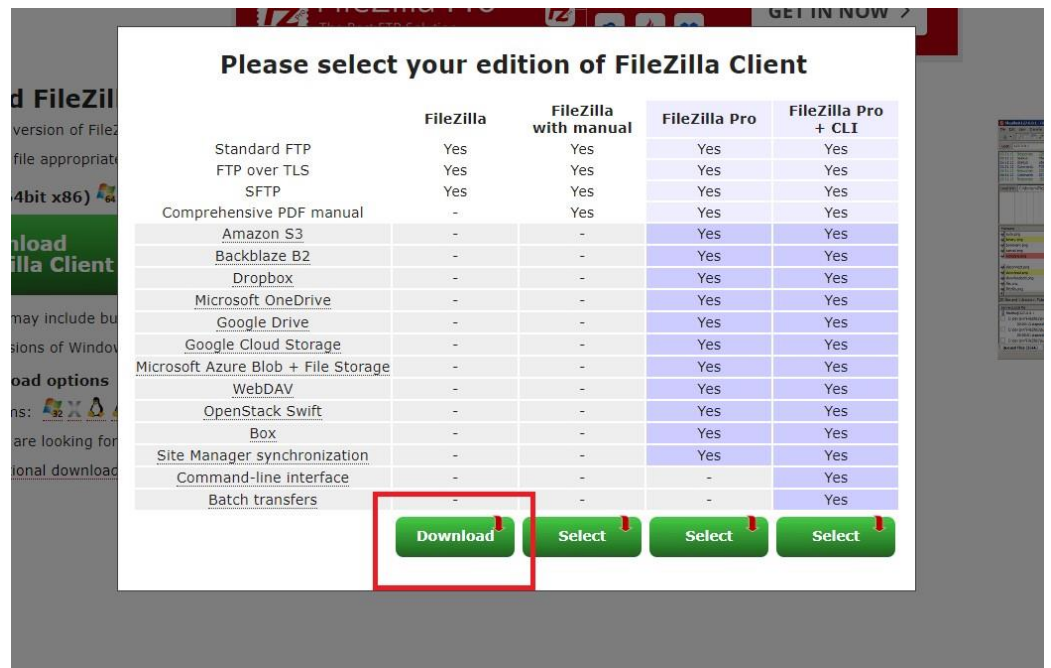 GET IN NOW >
Please select your edition of FileZilla Client
FileZilla FileZilla with manual FileZilla Pro FileZilla Pro + CLI
Standard FTP Yes Yes Yes Yes
FTP over TLS Yes Yes Yes Yes
SFTP Yes Yes Yes Yes
Comprehensive PDF manual - Yes Yes Yes
Amazon S3 - - Yes Yes
Backblaze B2 - - Yes Yes
Dropbox - - Yes Yes
Microsoft OneDrive - - Yes Yes
Google Drive - - Yes Yes
Google Cloud Storage - - Yes Yes
Microsoft Azure Blob + File Storage - - Yes Yes
WebDAV - - Yes Yes
OpenStack Swift - - Yes Yes
Box - - Yes Yes
Site Manager synchronization - - Yes Yes
Command-line interface - - - Yes
Batch transfers - - - Yes
Download Select Select Select
d FileZil
version of FileZ
file appropriate
4bit x86) 64
nload
illa Client
may include bu
sions of Window
oad options
ms: 32
are looking for
ional download